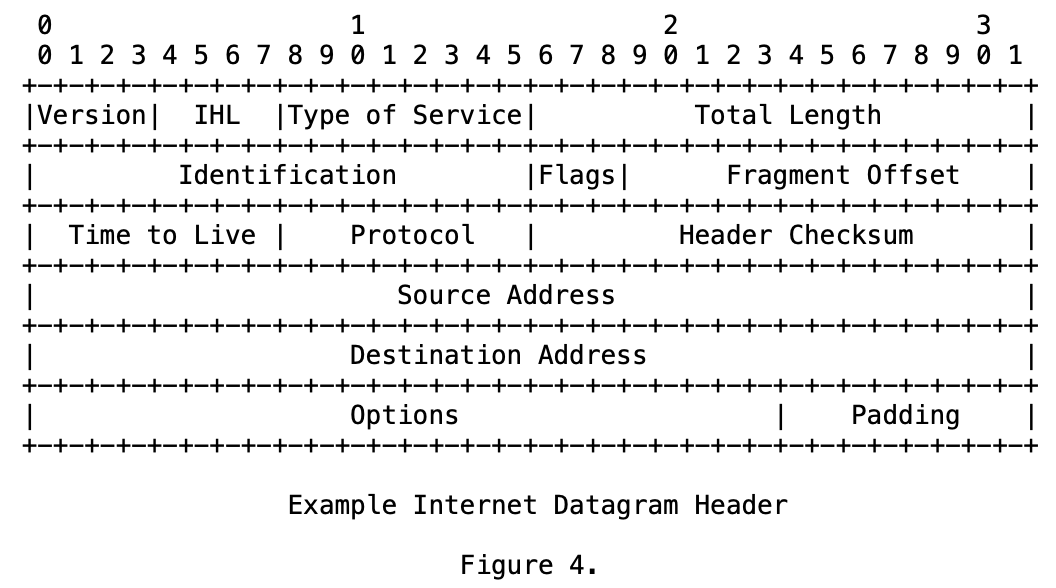 0                   1                   2                   3
 0 1 2 3 4 5 6 7 8 9 0 1 2 3 4 5 6 7 8 9 0 1 2 3 4 5 6 7 8 9 0 1
+-+-+-+-+-+-+-+-+-+-+-+-+-+-+-+-+-+-+-+-+-+-+-+-+-+-+-+-+-+-+-+-+
|Version|  IHL  |Type of Service|          Total Length         |
+-+-+-+-+-+-+-+-+-+-+-+-+-+-+-+-+-+-+-+-+-+-+-+-+-+-+-+-+-+-+-+-+
|         Identification        |Flags|      Fragment Offset    |
+-+-+-+-+-+-+-+-+-+-+-+-+-+-+-+-+-+-+-+-+-+-+-+-+-+-+-+-+-+-+-+-+
|  Time to Live |    Protocol   |         Header Checksum       |
+-+-+-+-+-+-+-+-+-+-+-+-+-+-+-+-+-+-+-+-+-+-+-+-+-+-+-+-+-+-+-+-+
|                       Source Address                          |
+-+-+-+-+-+-+-+-+-+-+-+-+-+-+-+-+-+-+-+-+-+-+-+-+-+-+-+-+-+-+-+-+
|                    Destination Address                        |
+-+-+-+-+-+-+-+-+-+-+-+-+-+-+-+-+-+-+-+-+-+-+-+-+-+-+-+-+-+-+-+-+
|                    Options                    |    Padding    |
+-+-+-+-+-+-+-+-+-+-+-+-+-+-+-+-+-+-+-+-+-+-+-+-+-+-+-+-+-+-+-+-+
                 Example Internet Datagram Header
                            Figure 4.